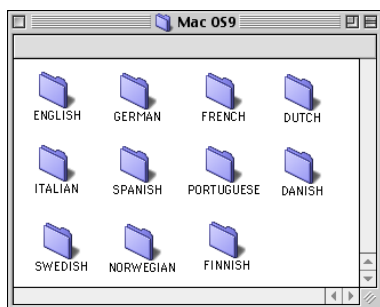 Mac OS9
ENGLISH GERMAN FRENCH DUTCH
ITALIAN SPANISH PORTUGUESE DANISH
SWEDISH NORWEGIAN FINNISH